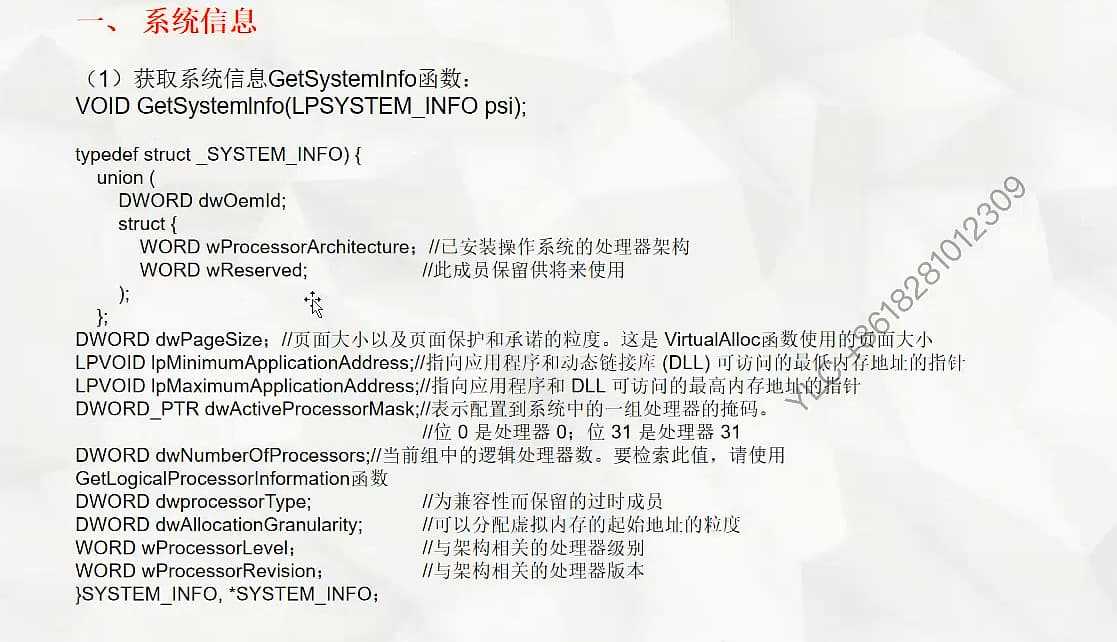 一、 系统信息
（1）获取系统信息GetSystemInfo函数：
VOID GetSystemInfo(LPSYSTEM_INFO psi);
typedef struct _SYSTEM_INFO) {
union (
DWORD dwOemId;
struct {
WORD wProcessorArchitecture；//已安装操作系统的处理器架构
WORD wReserved; //此成员保留供将来使用
);
};
DWORD dwPageSize；//页面大小以及页面保护和承诺的粒度。这是 VirtualAlloc函数使用的页面大小
LPVOID lpMinimumApplicationAddress;//指向应用程序和动态链接库 (DLL) 可访问的最低内存地址的指针
LPVOID lpMaximumApplicationAddress;//指向应用程序和 DLL 可访问的最高内存地址的指针
DWORD_PTR dwActiveProcessorMask;//表示配置到系统中的一组处理器的掩码。
//位 0 是处理器 0；位 31 是处理器 31
DWORD dwNumberOfProcessors;//当前组中的逻辑处理器数。要检索此值，请使用
GetLogicalProcessorInformation函数
DWORD dwprocessorType; //为兼容性而保留的过时成员
DWORD dwAllocationGranularity; //可以分配虚拟内存的起始地址的粒度
WORD wProcessorLevel； //与架构相关的处理器级别
WORD wProcessorRevision； //与架构相关的处理器版本
}SYSTEM_INFO, *SYSTEM_INFO；
8618281012309